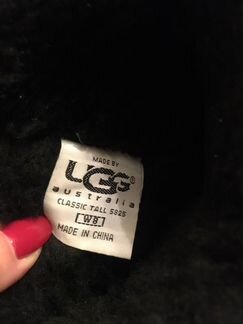 MADE BY
UGG®
australia
CLASSIC TALL 5825
W8
MADE IN CHINA